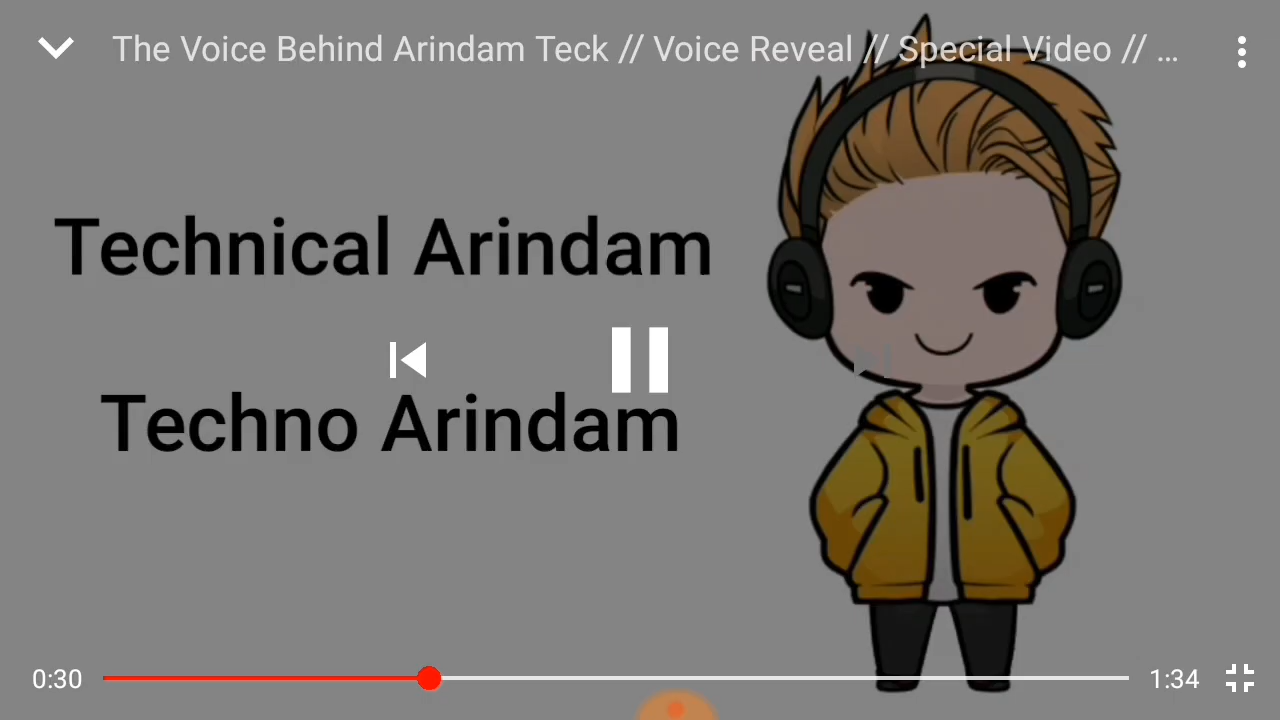 The Voice Behind Arindam Teck // Voice Reveal // Special Video // ...
Technical Arindam
Techno Arindam
0:30
1:34